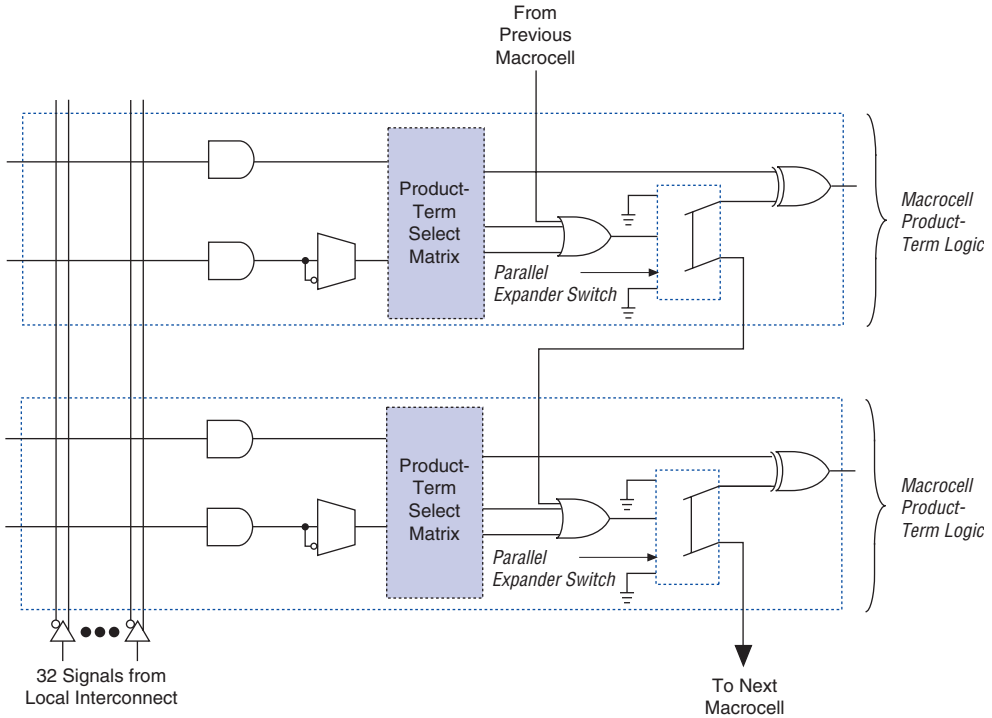 From
Previous
Macrocell
Product-
Term
Select
Matrix
Parallel
Expander Switch
Macrocell
Product-
Term Logic
Product-
Term
Select
Matrix
Parallel
Expander Switch
Macrocell
Product-
Term Logic
32 Signals from
Local Interconnect
To Next
Macrocell